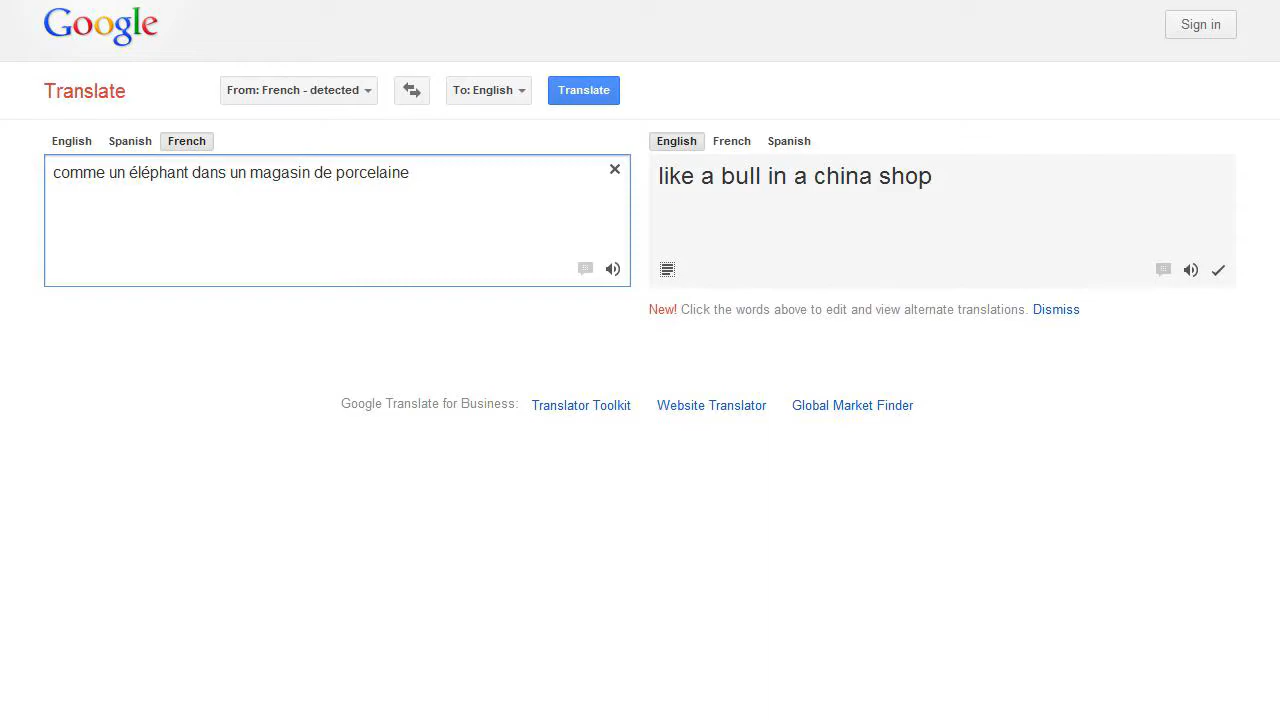 Google
Sign in
Translate
From: French - detected
To: English
Translate
English Spanish French
English French Spanish
comme un éléphant dans un magasin de porcelaine
like a bull in a china shop
New! Click the words above to edit and view alternate translations. Dismiss
Google Translate for Business: Translator Toolkit Website Translator Global Market Finder